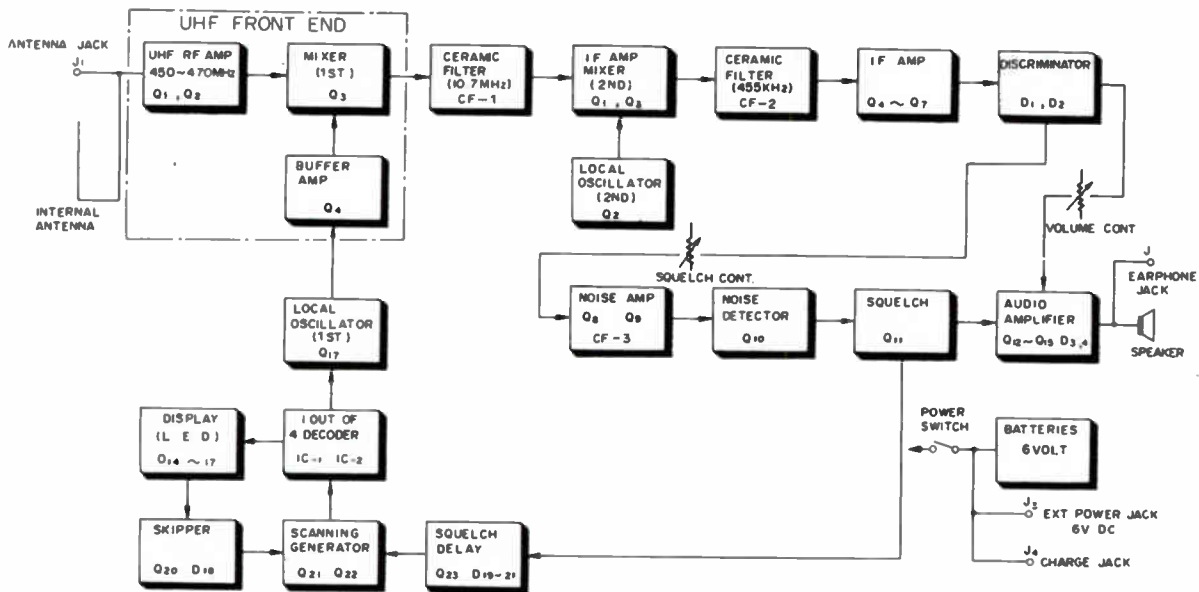 UHF FRONT END
ANTENNA JACK
J1
UHF RF AMP
450~470MHz
Q1 , Q2
MIXER
(1ST)
Q3
CERAMIC
FILTER
(10.7MHz)
CF-1
IF AMP
MIXER
(2ND)
Q1 , Q3
CERAMIC
FILTER
(455KHz)
CF-2
IF AMP
Q4 ~ Q7
DISCRIMINATOR
D1 , D2
BUFFER
AMP
Q4
LOCAL
OSCILLATOR
(2ND)
Q2
INTERNAL
ANTENNA
VOLUME CONT
SQUELCH CONT.
J
EARPHONE
JACK
LOCAL
OSCILLATOR
(1ST)
Q17
NOISE AMP
Q8 Q9
CF-3
NOISE
DETECTOR
Q10
SQUELCH
Q11
AUDIO
AMPLIFIER
Q12~Q15 D3,4
SPEAKER
DISPLAY
(L E D)
D14 ~ 17
1 OUT OF
4 DECODER
IC-1 IC-2
POWER
SWITCH
BATTERIES
6VOLT
SKIPPER
Q20 D18
SCANNING
GENERATOR
Q21 Q22
SQUELCH
DELAY
Q23 D19~21
J3
EXT POWER JACK
6V DC
J4
CHARGE JACK